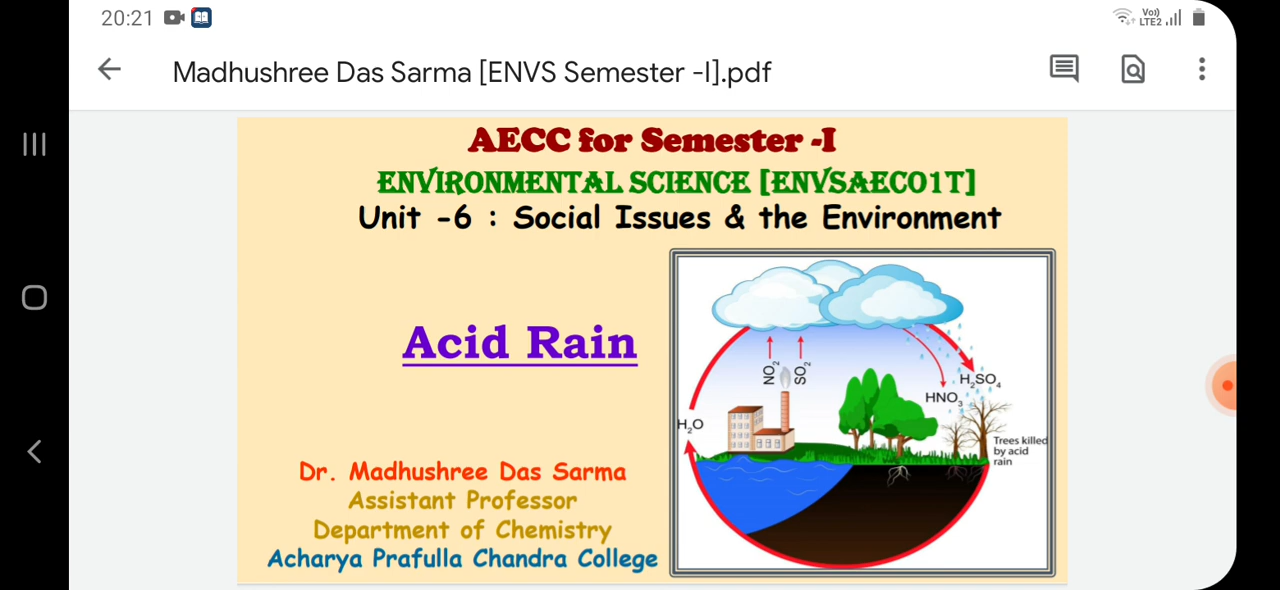 20:21
Vo)
LTE2
Madhushree Das Sarma [ENVS Semester -I].pdf
AECC for Semester -I
ENVIRONMENTAL SCIENCE [ENVSAECO1T]
Unit -6 : Social Issues & the Environment
Acid Rain
NO2
SO2
H2SO4
HNO3
H2O
Trees killed
by acid
rain
Dr. Madhushree Das Sarma
Assistant Professor
Department of Chemistry
Acharya Prafulla Chandra College